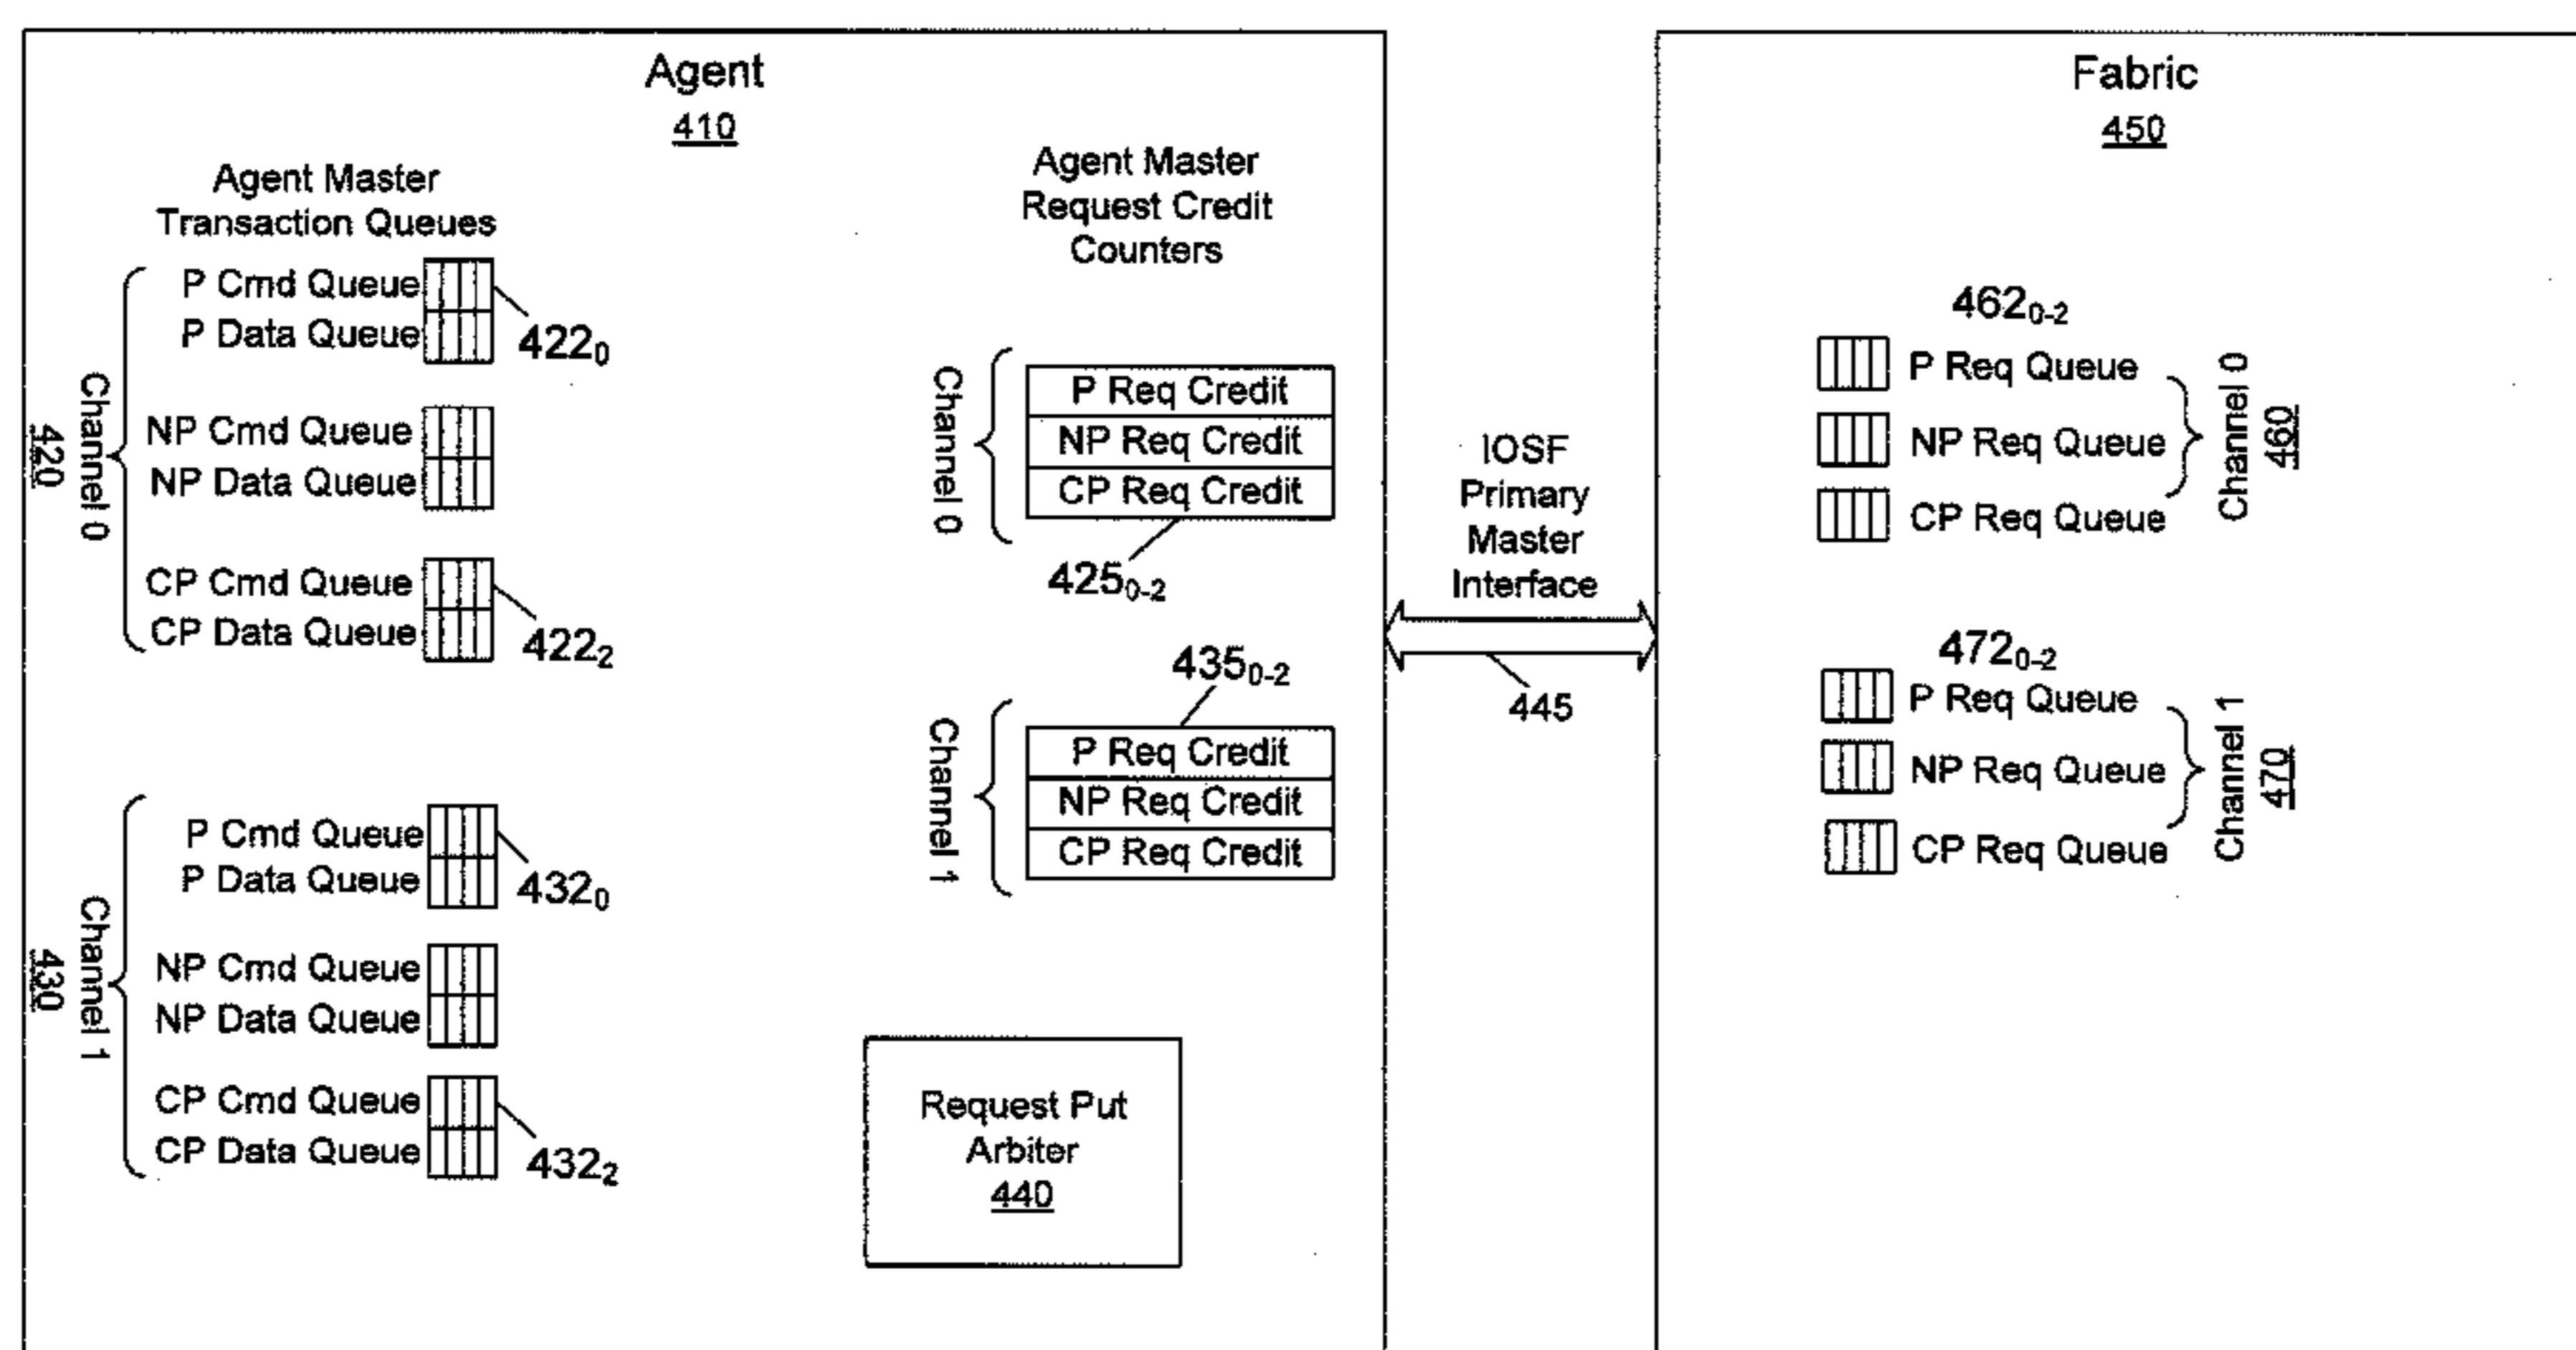 Agent
410
Agent Master
Transaction Queues
P Cmd Queue
P Data Queue
422₀
NP Cmd Queue
NP Data Queue
CP Cmd Queue
CP Data Queue
422₂
Channel 0
420
P Cmd Queue
P Data Queue
432₀
NP Cmd Queue
NP Data Queue
CP Cmd Queue
CP Data Queue
432₂
Channel 1
430
Agent Master
Request Credit
Counters
Channel 0
P Req Credit
NP Req Credit
CP Req Credit
425₀₋₂
435₀₋₂
Channel 1
P Req Credit
NP Req Credit
CP Req Credit
Request Put
Arbiter
440
IOSF
Primary
Master
Interface
445
Fabric
450
462₀₋₂
P Req Queue
NP Req Queue
CP Req Queue
Channel 0
460
472₀₋₂
P Req Queue
NP Req Queue
CP Req Queue
Channel 1
470